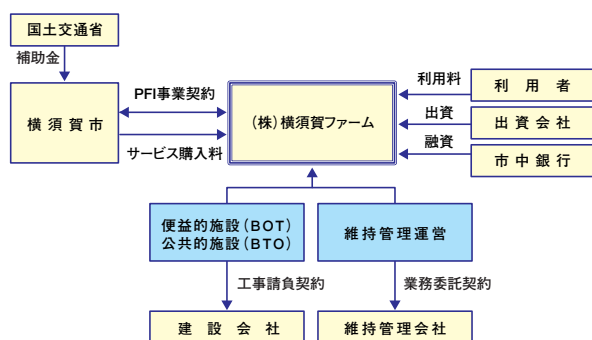 国土交通省
補助金
横須賀市
PFI事業契約
サービス購入料
(株)横須賀ファーム
利用料
出資
融資
利用者
出資会社
市中銀行
便益的施設(BOT)
公共的施設(BTO)
維持管理運営
工事請負契約
業務委託契約
建設会社
維持管理会社